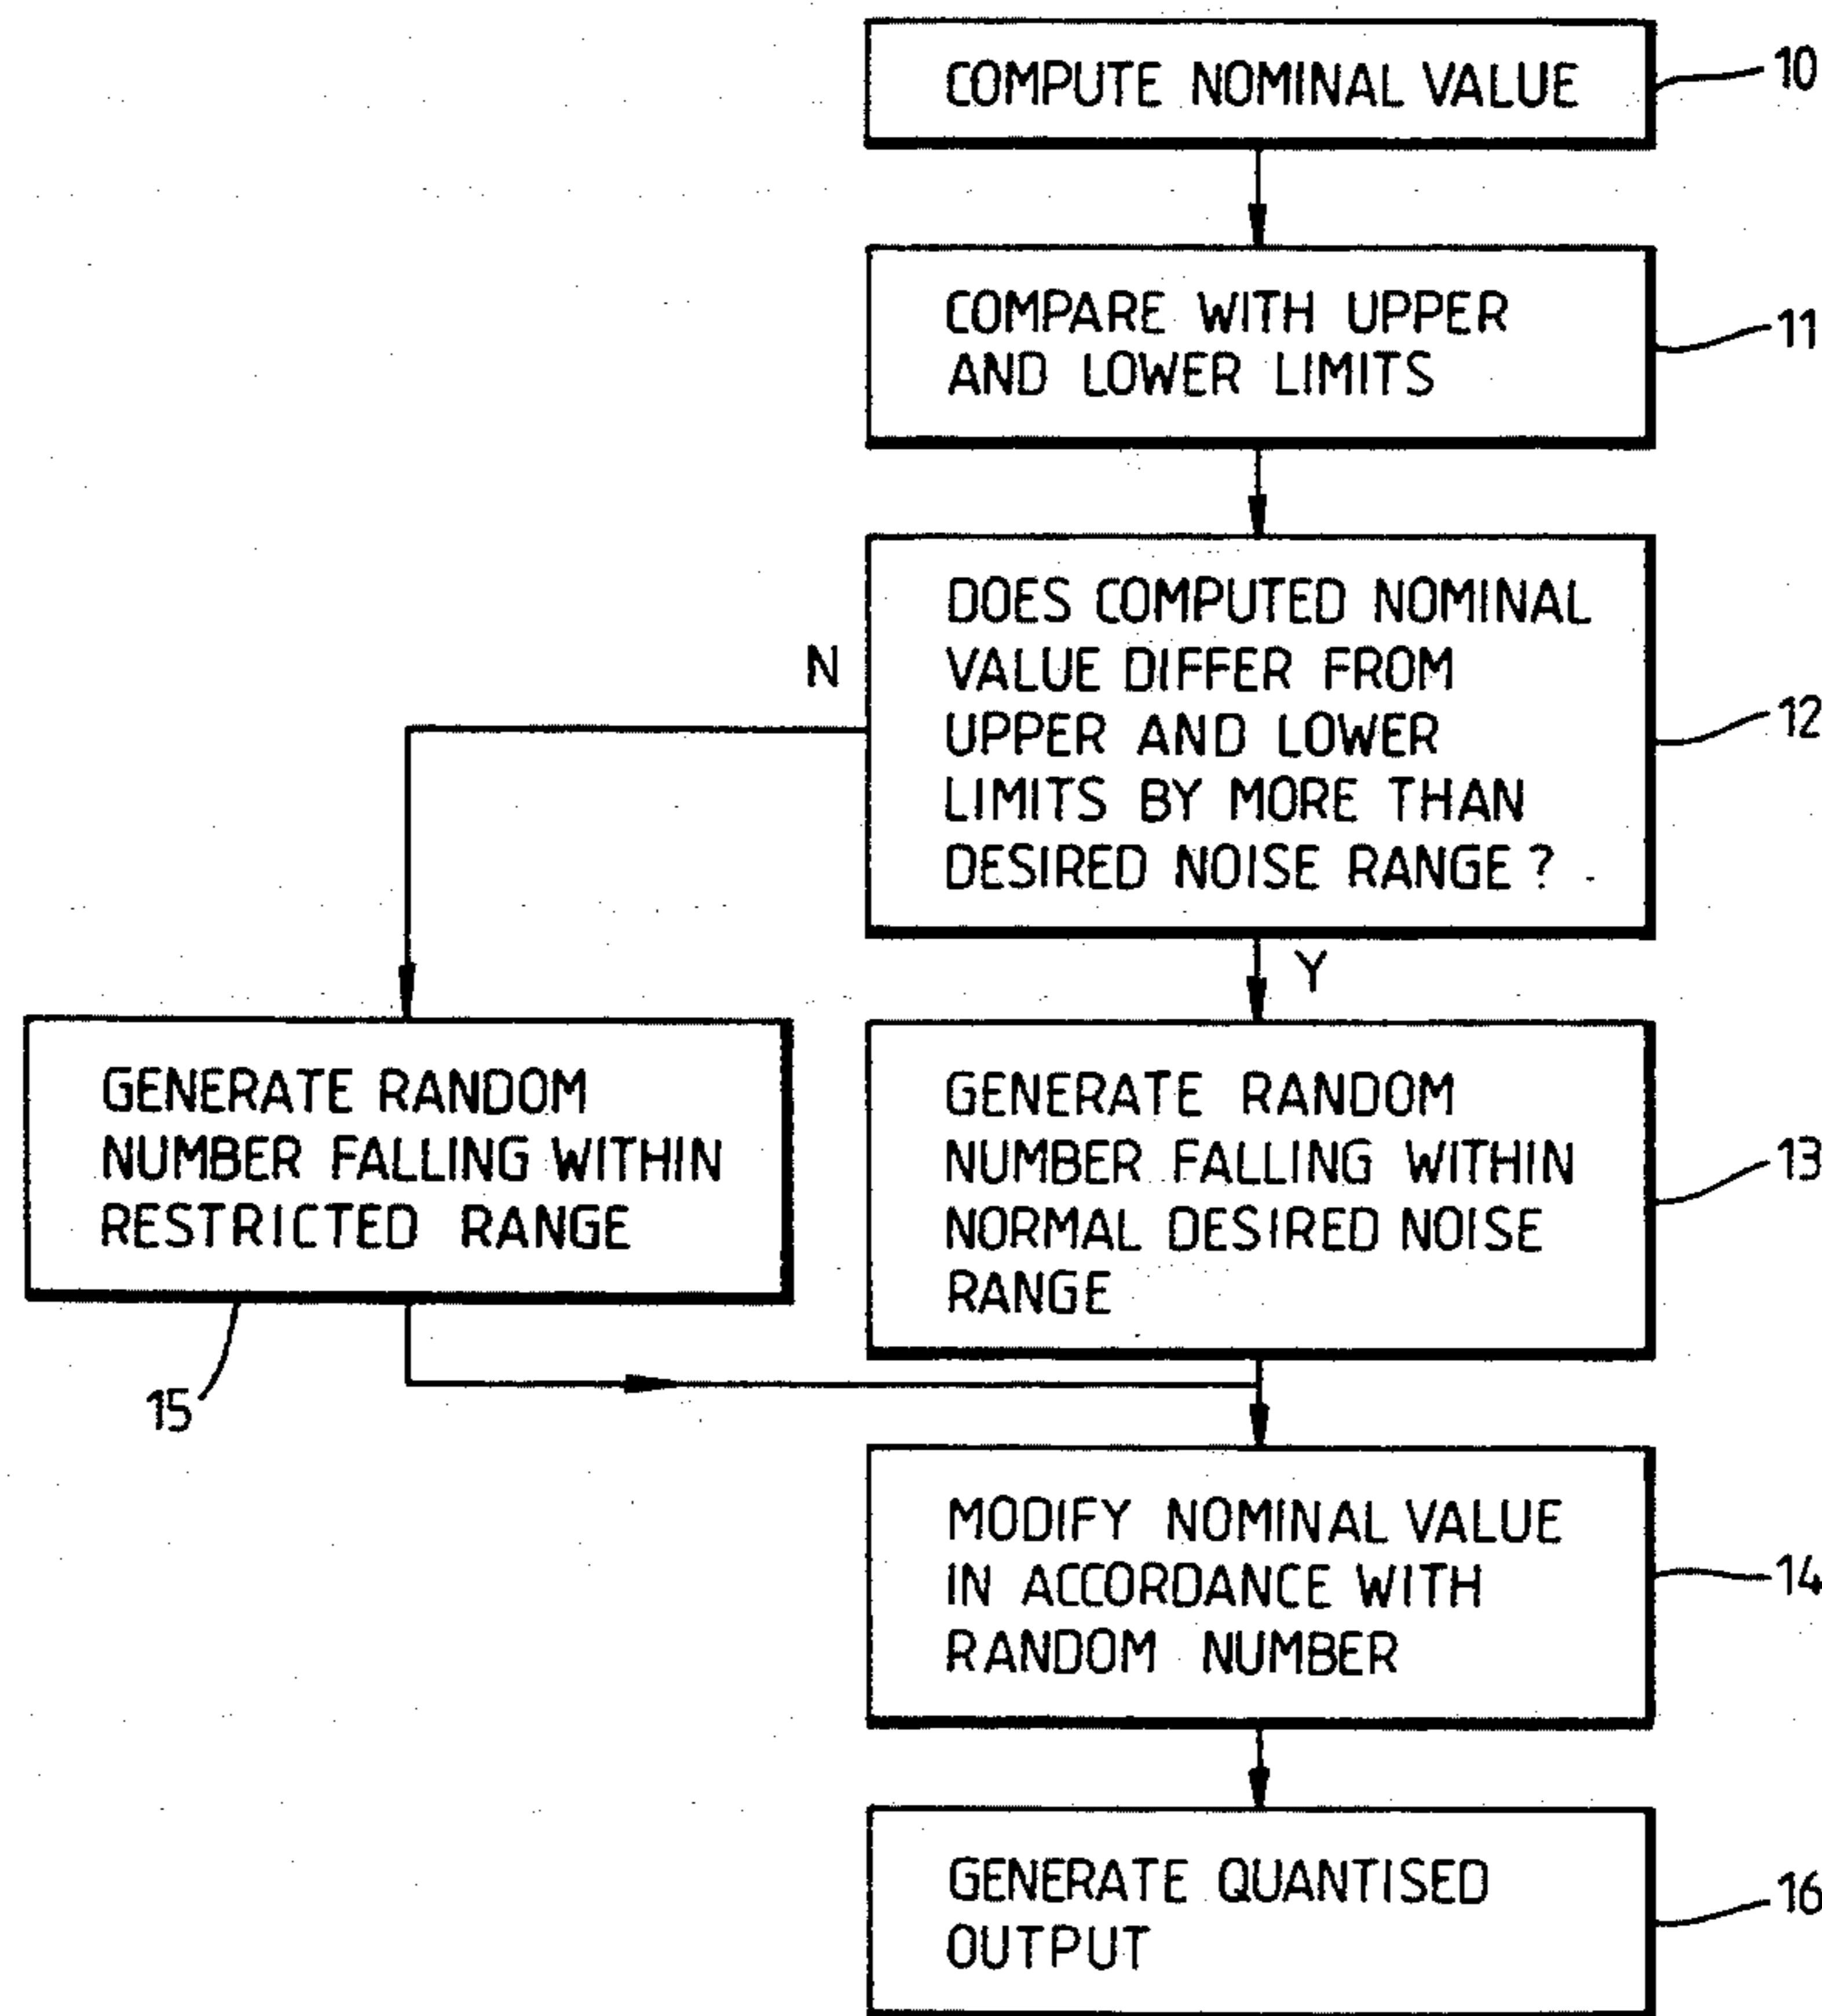 COMPUTE NOMINAL VALUE
10
COMPARE WITH UPPER
AND LOWER LIMITS
11
DOES COMPUTED NOMINAL
VALUE DIFFER FROM
UPPER AND LOWER
LIMITS BY MORE THAN
DESIRED NOISE RANGE?
12
N
Y
GENERATE RANDOM
NUMBER FALLING WITHIN
RESTRICTED RANGE
15
GENERATE RANDOM
NUMBER FALLING WITHIN
NORMAL DESIRED NOISE
RANGE
13
MODIFY NOMINAL VALUE
IN ACCORDANCE WITH
RANDOM NUMBER
14
GENERATE QUANTISED
OUTPUT
16